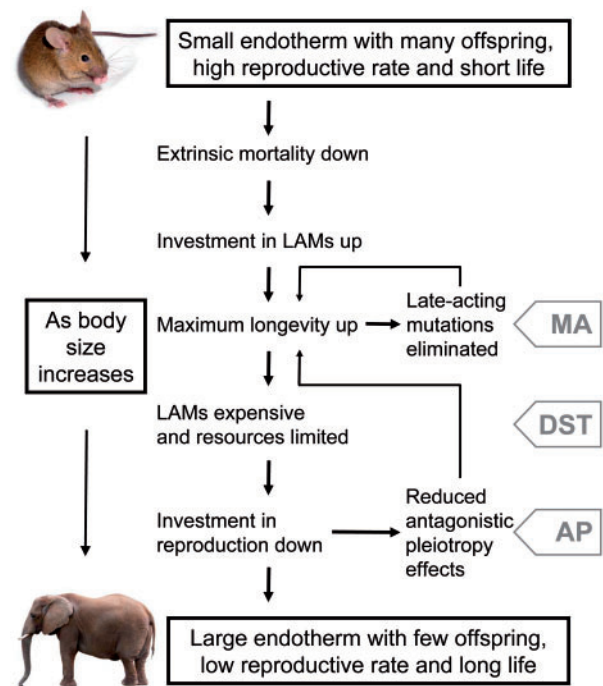 Small endotherm with many offspring,
high reproductive rate and short life
Extrinsic mortality down
Investment in LAMs up
As body
size
increases
Maximum longevity up
Late-acting
mutations
eliminated
MA
LAMs expensive
and resources limited
DST
Investment in
reproduction down
Reduced
antagonistic
pleiotropy
effects
AP
Large endotherm with few offspring,
low reproductive rate and long life